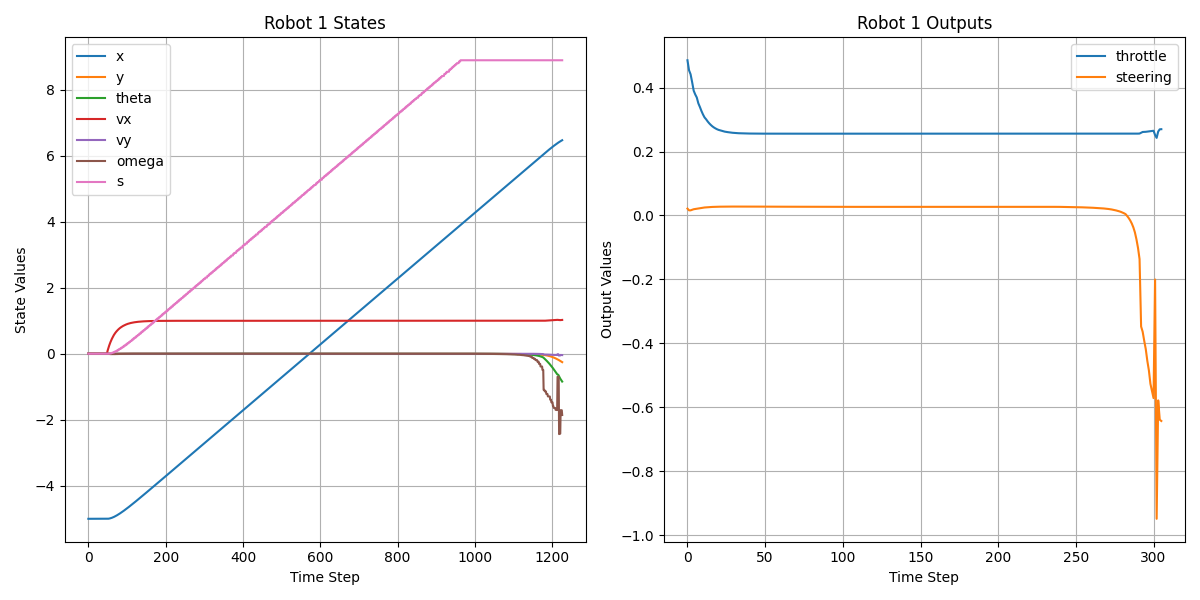 Robot 1 States
x
y
theta
vx
vy
omega
s
State Values
8
6
4
2
0
−2
−4
0 200 400 600 800 1000 1200
Time Step
Robot 1 Outputs
throttle
steering
Output Values
0.4
0.2
0.0
−0.2
−0.4
−0.6
−0.8
−1.0
0 50 100 150 200 250 300
Time Step